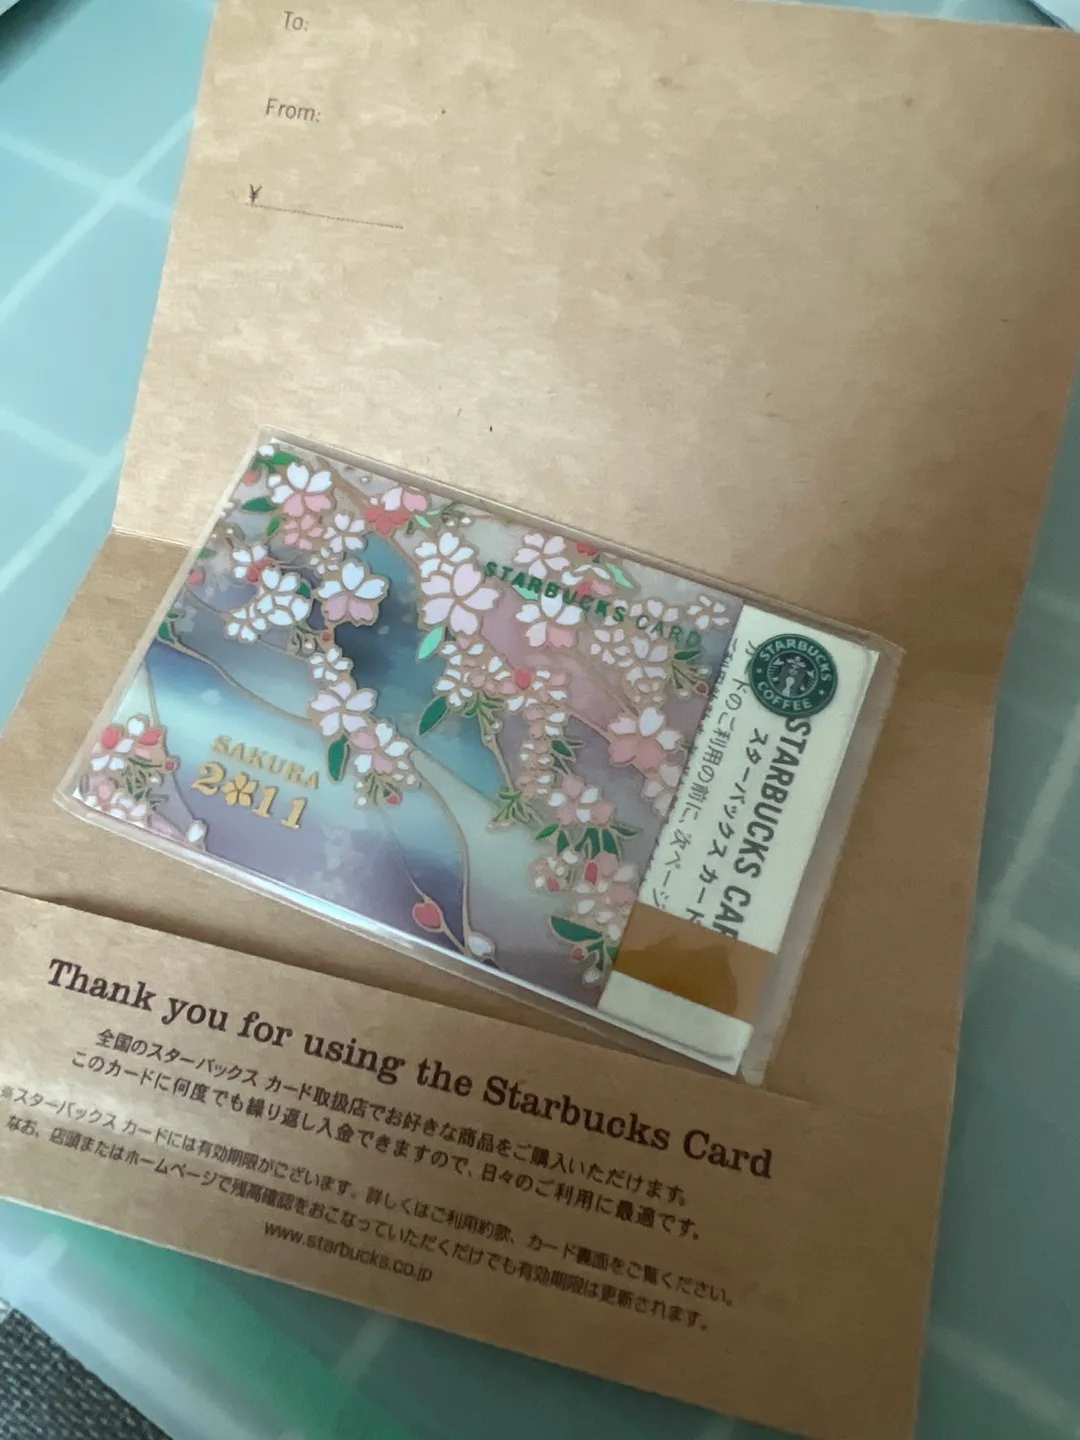 To:
From:
¥
STARBUCKS CARD
SAKURA
2011
STARBUCKS
COFFEE
STARBUCKS CAR
スターバックス カード
ードのご利用の前に、次ページ
Thank you for using the Starbucks Card
全国のスターバックス カード取扱店でお好きな商品をご購入いただけます。
このカードに何度でも繰り返し入金できますので、日々のご利用に最適です。
※スターバックス カードには有効期限がございます。詳しくはご利用約款、カード裏面をご覧ください。
なお、店頭またはホームページで残高確認をおこなっていただくだけでも有効期限は更新されます。
www.starbucks.co.jp